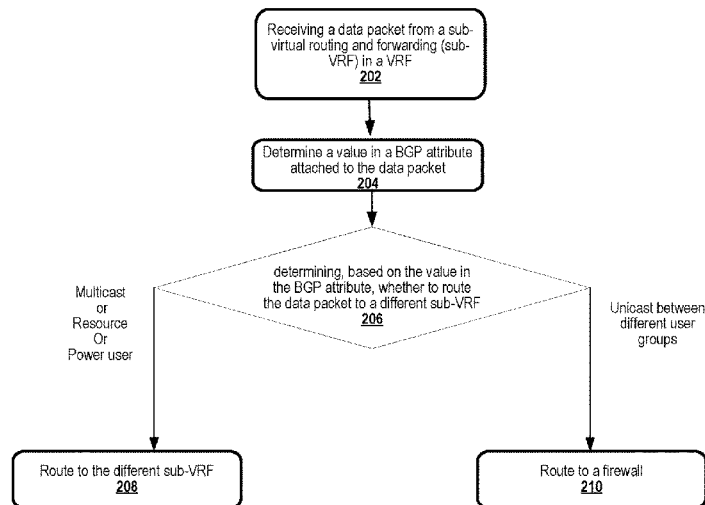 Receiving a data packet from a sub-
virtual routing and forwarding (sub-
VRF) in a VRF
202
Determine a value in a BGP attribute
attached to the data packet
204
determining, based on the value in
the BGP attribute, whether to route
the data packet to a different sub-VRF
206
Multicast
or
Resource
Or
Power user
Unicast between
different user
groups
Route to the different sub-VRF
208
Route to a firewall
210